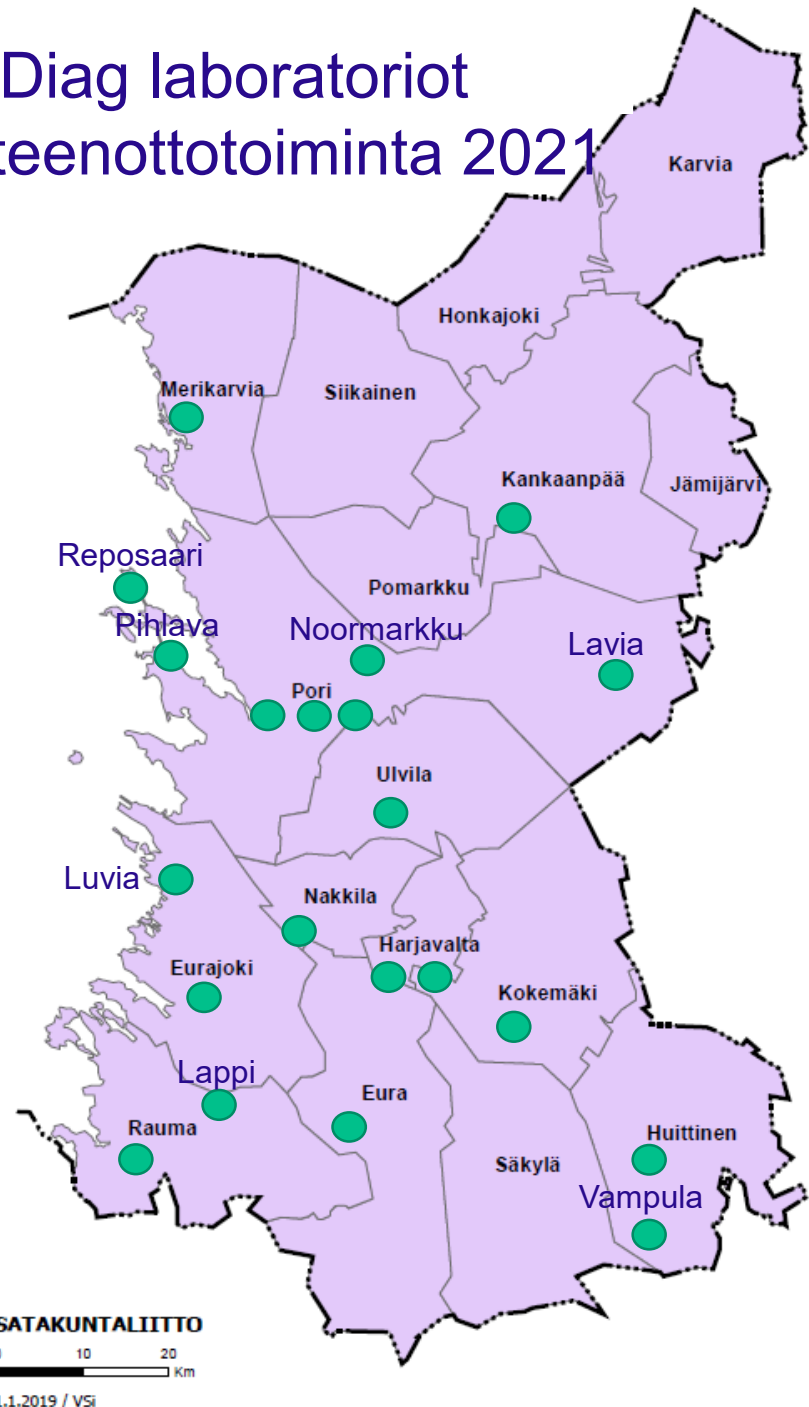 Diag laboratoriot
teenottotoiminta 2021
Karvia
Honkajoki
Merikarvia
Siikainen
Kankaanpää
Jämijärvi
Reposaari
Pomarkku
Pihlava
Noormarkku
Lavia
Pori
Ulvila
Luvia
Nakkila
Harjavalta
Eurajoki
Kokemäki
Lappi
Eura
Rauma
Huittinen
Säkylä
Vampula
SATAKUNTALIITTO
10 20
Km
.1.2019 / VSi